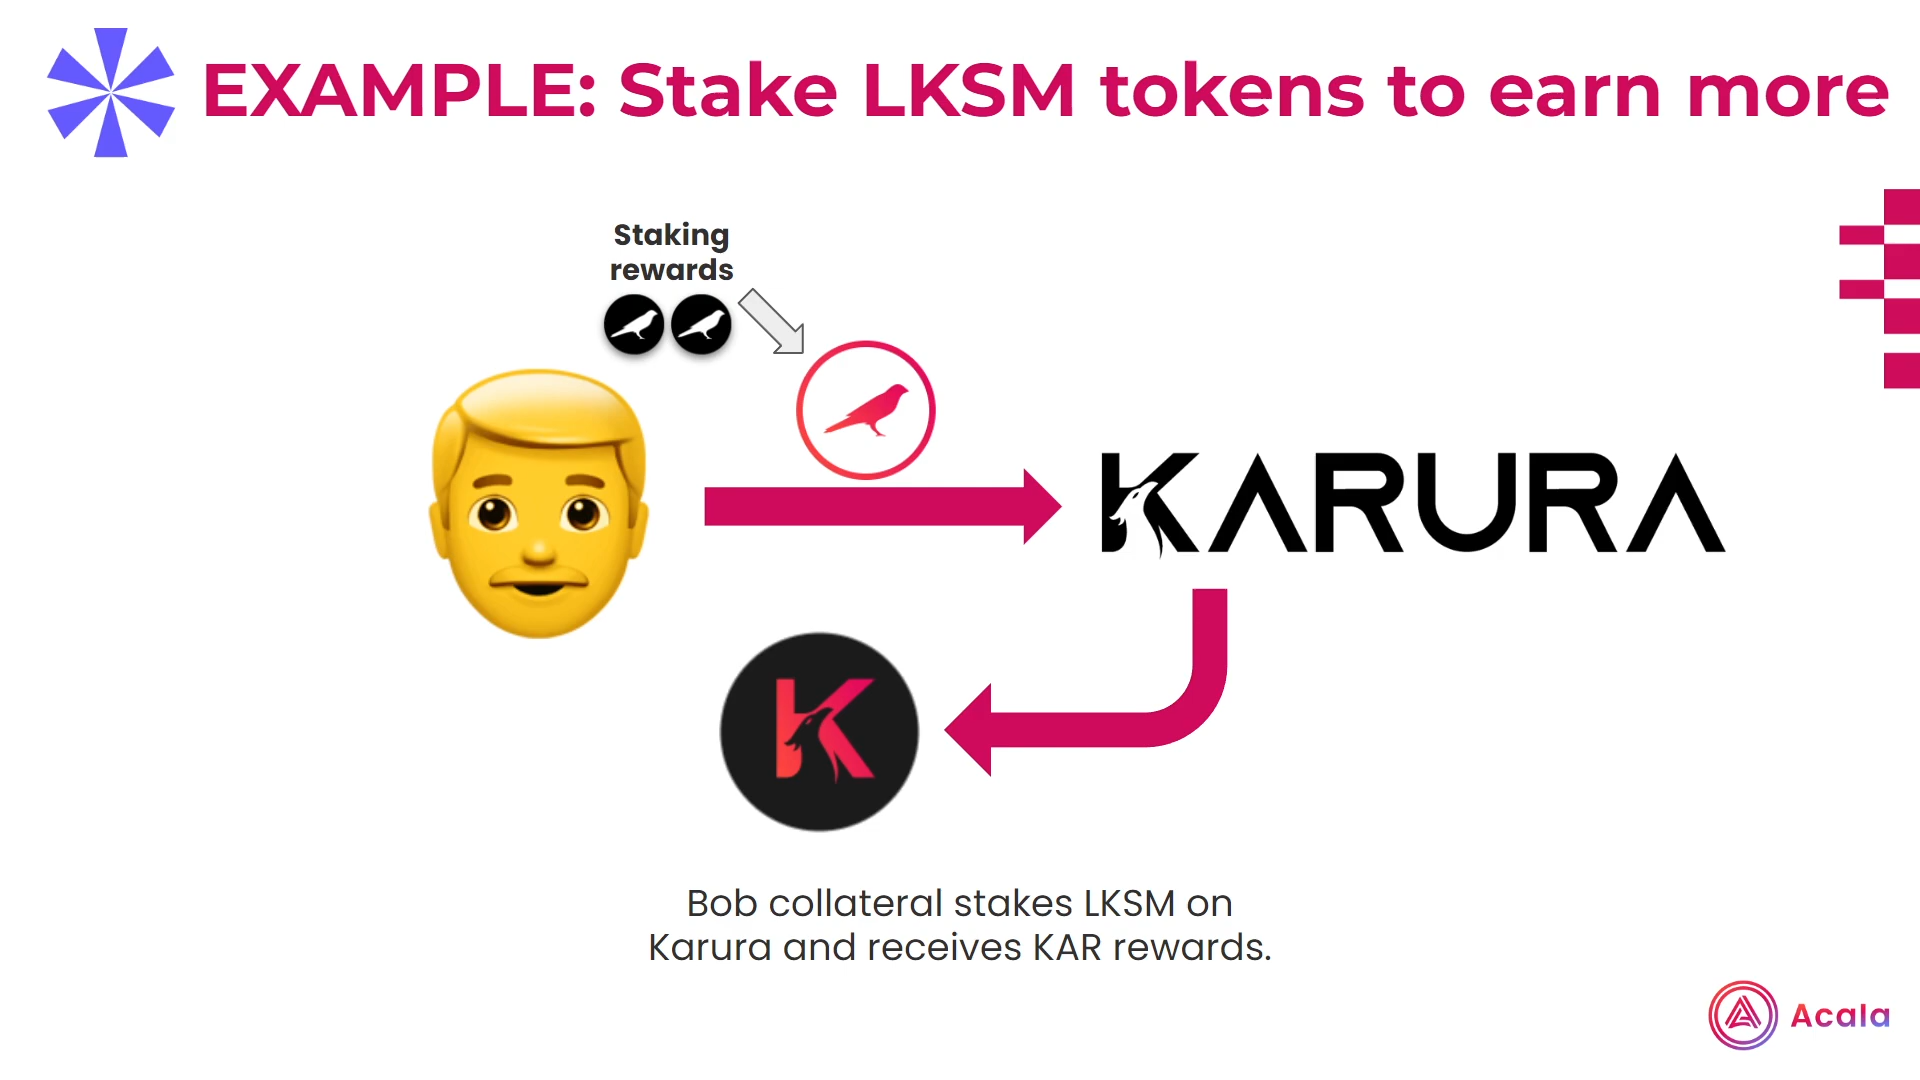 EXAMPLE: Stake LKSM tokens to earn more
Staking
rewards
KARURA
K
Bob collateral stakes LKSM on
Karura and receives KAR rewards.
Acala